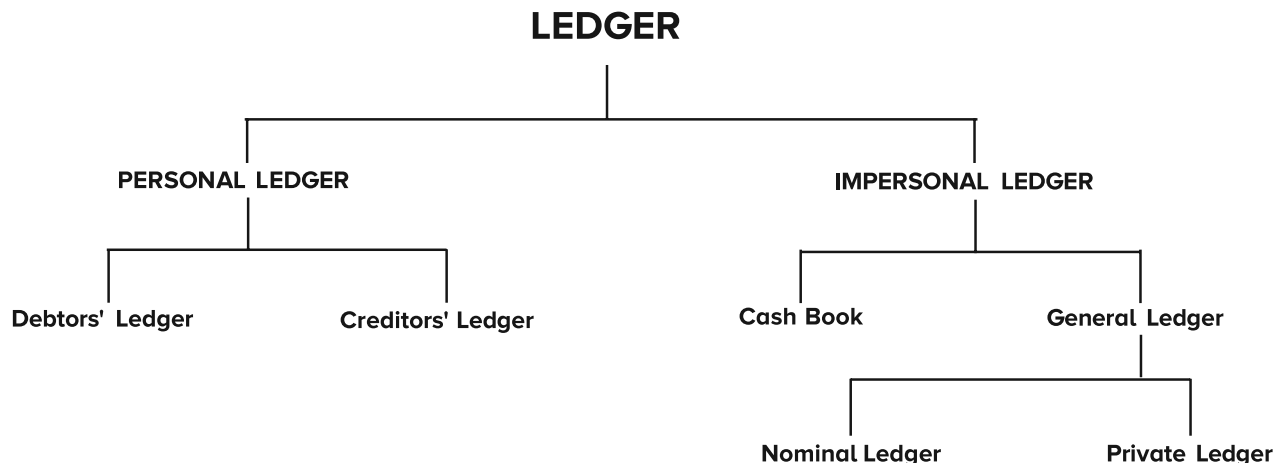 LEDGER
PERSONAL LEDGER
IMPERSONAL LEDGER
Debtors' Ledger
Creditors' Ledger
Cash Book
General Ledger
Nominal Ledger
Private Ledger